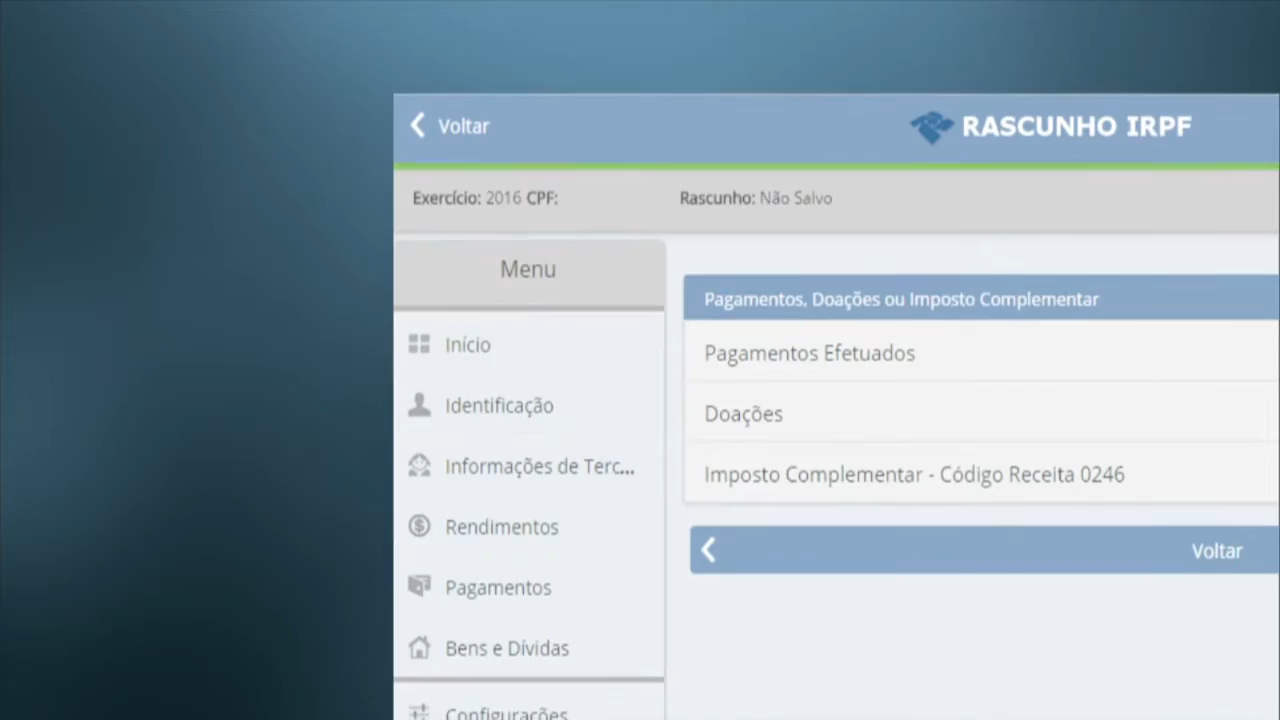 Voltar
RASCUNHO IRPF
Exercício: 2016 CPF:
Rascunho: Não Salvo
Menu
Início
Identificação
Informações de Terc...
Rendimentos
Pagamentos
Bens e Dívidas
Configurações
Pagamentos, Doações ou Imposto Complementar
Pagamentos Efetuados
Doações
Imposto Complementar - Código Receita 0246
Voltar